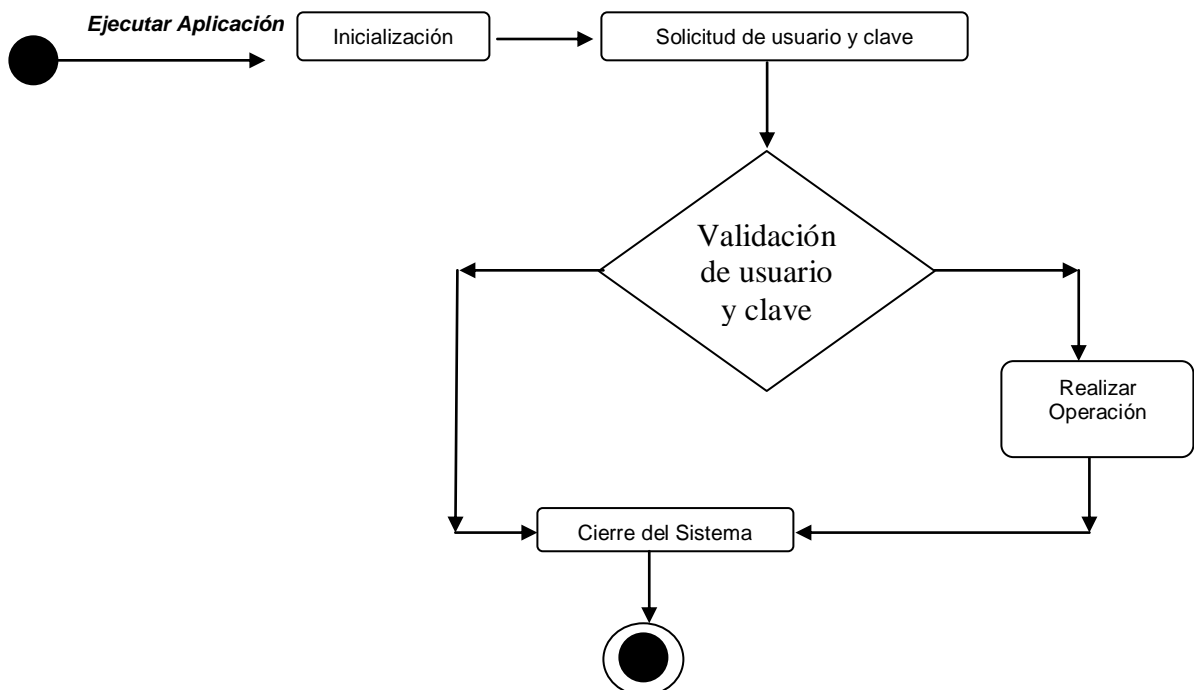 Ejecutar Aplicación
Inicialización
Solicitud de usuario y clave
Validación
de usuario
y clave
Realizar
Operación
Cierre del Sistema